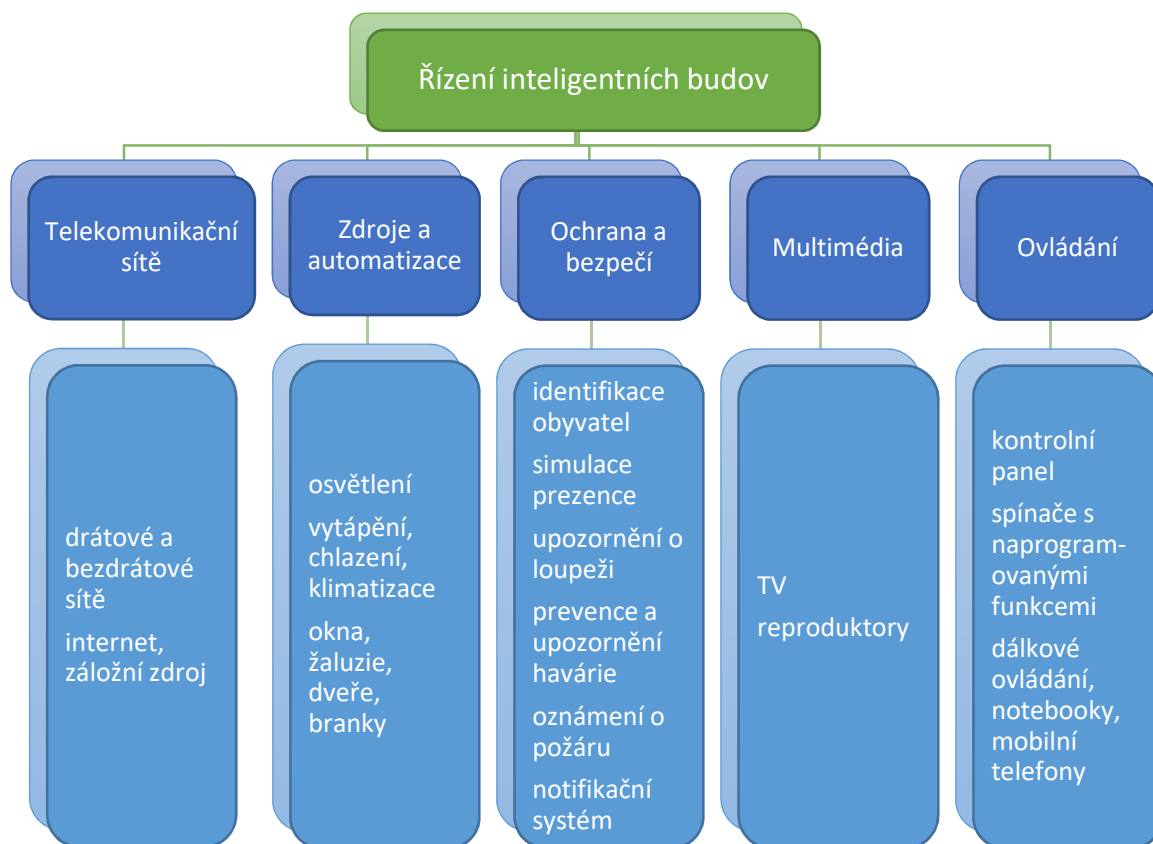 Řízení inteligentních budov
Telekomunikační
sítě
Zdroje a
automatizace
Ochrana a
bezpečí
Multimédia
Ovládání
drátové a
bezdrátové
sítě
internet,
záložní zdroj
osvětlení
vytápění,
chlazení,
klimatizace
okna,
žaluzie,
dveře,
branky
identifikace
obyvatel
simulace
prezence
upozornění o
loupeži
prevence a
upozornění
havárie
oznámení o
požáru
notifikační
systém
TV
reproduktory
kontrolní
panel
spínače s
naprogram-
ovanými
funkcemi
dálkové
ovládání,
notebooky,
mobilní
telefony